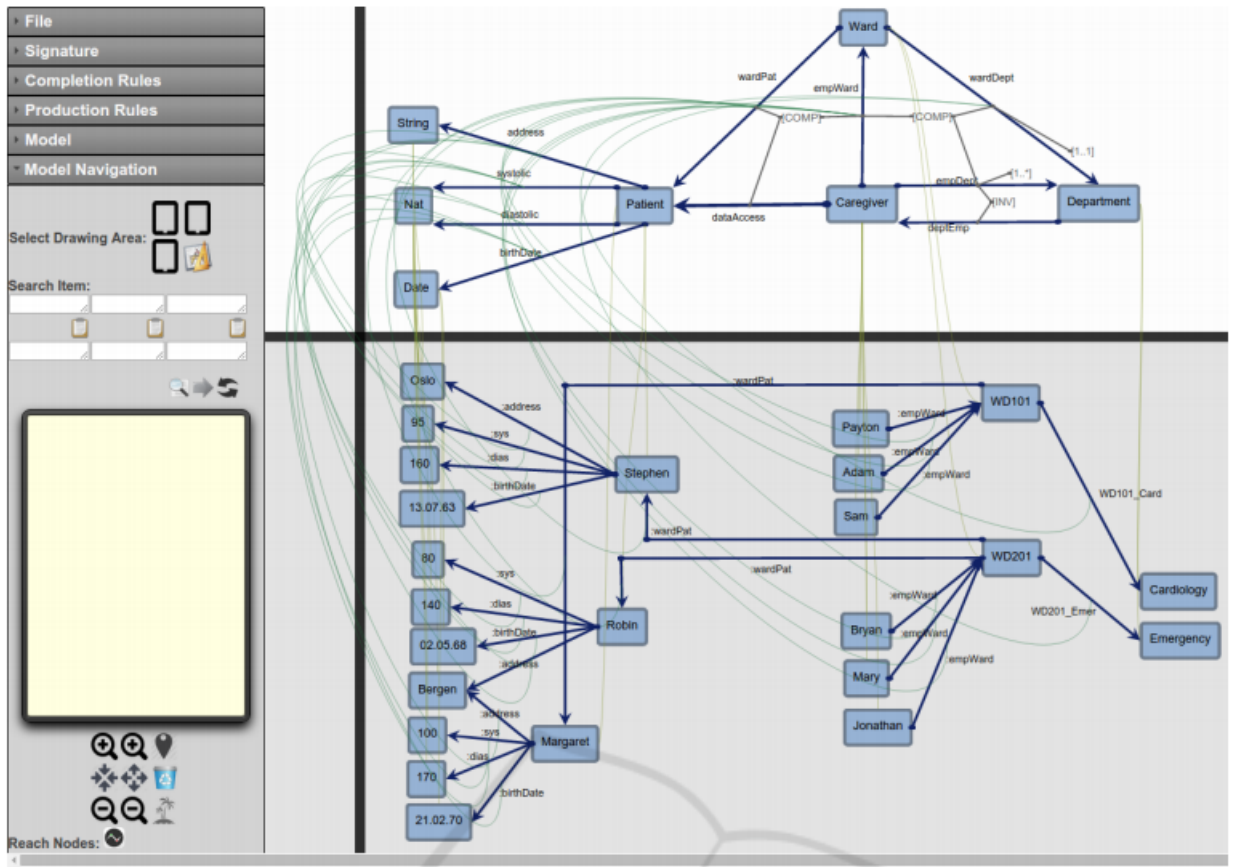 File
Signature
Completion Rules
Production Rules
Model
Model Navigation
Select Drawing Area:
Search Item:
Reach Nodes:
Ward
wardPat
empWard
wardDept
String
address
[COMP]
[COMP]
[1..1]
systolic
Nat
diastolic
Patient
dataAccess
Caregiver
empDept
[1..*]
[INV]
deptEmp
Department
birthDate
Date
Oslo
:address
95
:sys
160
:dias
:birthDate
13.07.63
Stephen
:wardPat
:wardPat
:wardPat
Payton
:empWard
Adam
:empWard
Sam
:empWard
WD101
WD101_Card
WD201
WD201_Emer
Cardiology
Emergency
80
:sys
140
:dias
02.05.68
:birthDate
:address
Robin
Bergen
:address
100
:sys
170
:dias
21.02.70
:birthDate
Margaret
Bryan
:empWard
Mary
:empWard
Jonathan
:empWard